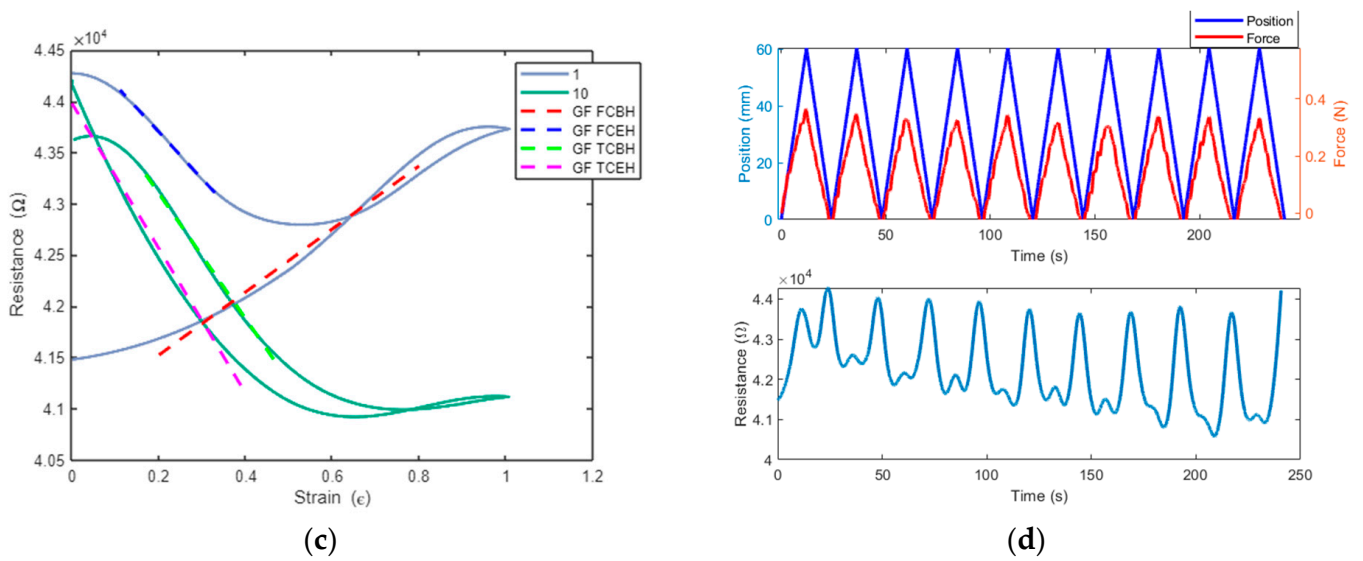 ×10⁴
4.45
4.4
4.35
4.3
4.25
4.2
4.15
4.1
4.05
0
0.2
0.4
0.6
0.8
1
1.2
Resistance (Ω)
Strain (ϵ)
1
10
GF FCBH
GF FCEH
GF TCBH
GF TCEH
(c)
Position
Force
60
40
20
0
Position (mm)
0.4
0.2
0
Force (N)
0
50
100
150
200
Time (s)
×10⁴
4.4
4.3
4.2
4.1
4
Resistance (Ω)
0
50
100
150
200
250
Time (s)
(d)